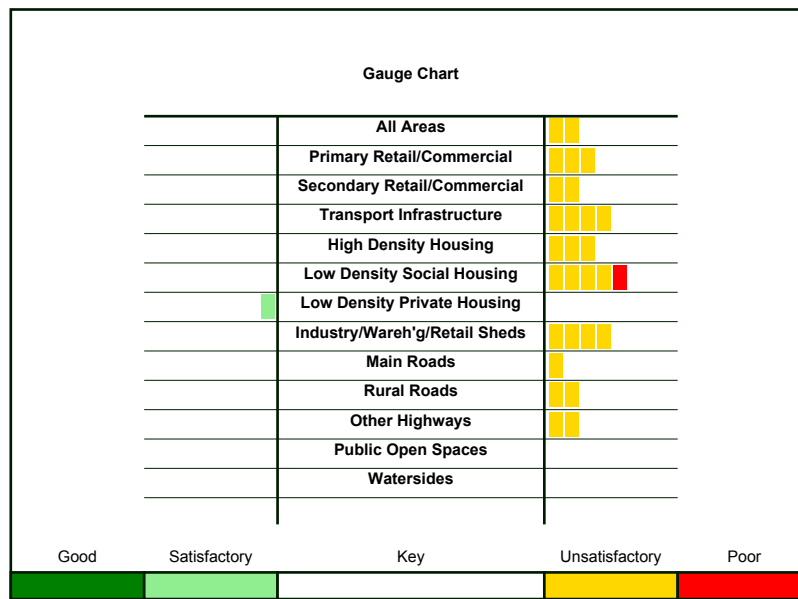 Gauge Chart
All Areas
Primary Retail/Commercial
Secondary Retail/Commercial
Transport Infrastructure
High Density Housing
Low Density Social Housing
Low Density Private Housing
Industry/Wareh'g/Retail Sheds
Main Roads
Rural Roads
Other Highways
Public Open Spaces
Watersides
Good Satisfactory Key Unsatisfactory Poor